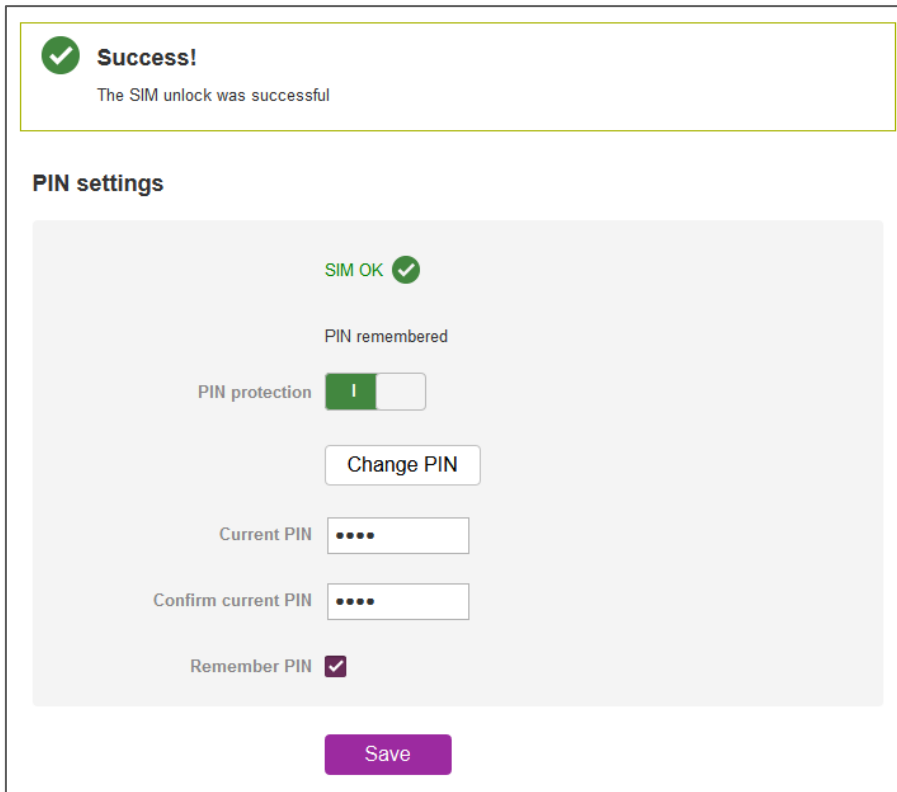 Success!
The SIM unlock was successful
PIN settings
SIM OK
PIN remembered
PIN protection I
Change PIN
Current PIN ••••
Confirm current PIN ••••
Remember PIN
Save